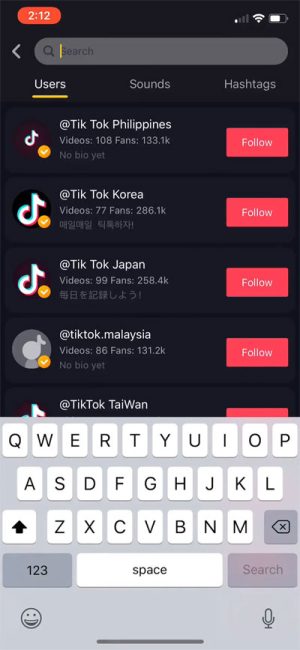 2:12
Search
Users Sounds Hashtags
@Tik Tok Philippines
Videos: 108 Fans: 133.1k
No bio yet
Follow
@Tik Tok Korea
Videos: 77 Fans: 286.1k
매일매일 틱톡하자!
Follow
@Tik Tok Japan
Videos: 99 Fans: 258.4k
毎日を記録しよう!
Follow
@tiktok.malaysia
Videos: 86 Fans: 131.2k
No bio yet
Follow
@TikTok TaiWan
Q W E R T Y U I O P
A S D F G H J K L
Z X C V B N M
123 space Search